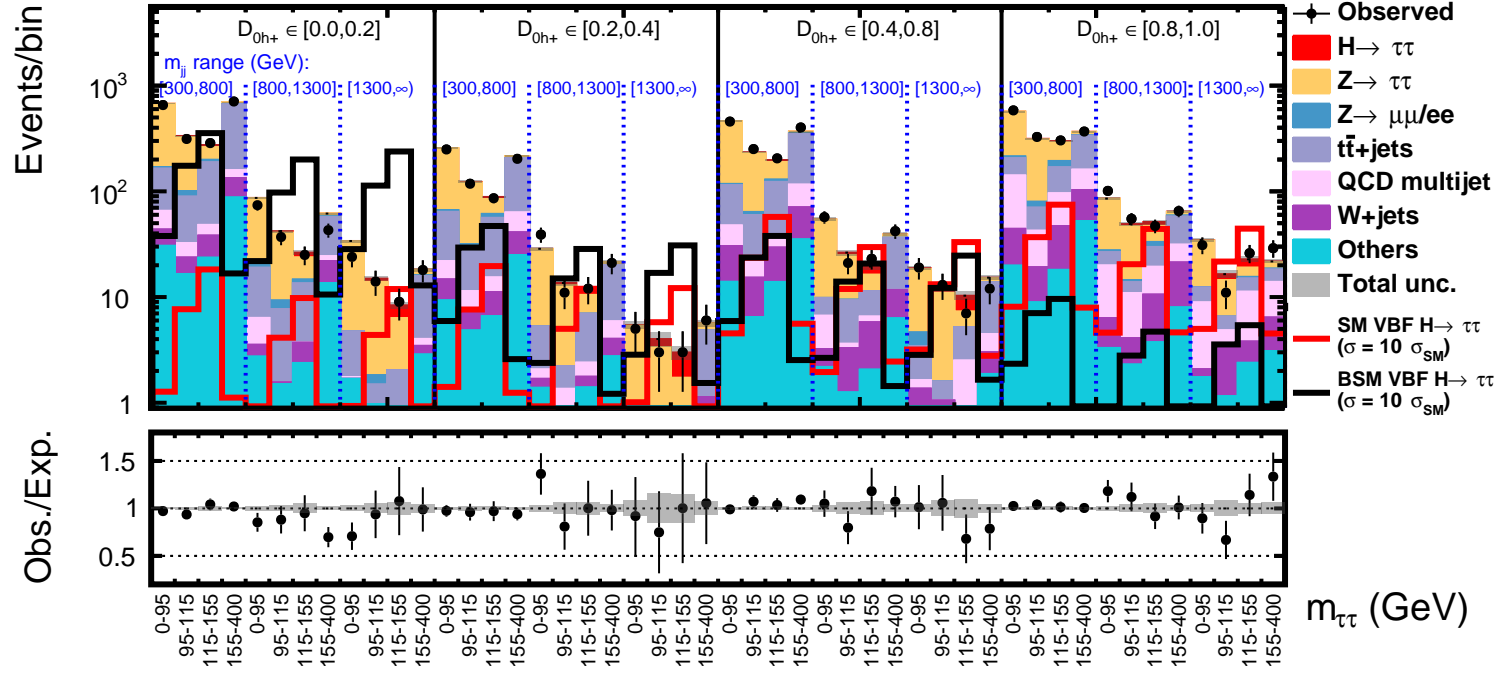 Events/bin
D0h+ ∈ [0.0,0.2]
D0h+ ∈ [0.2,0.4]
D0h+ ∈ [0.4,0.8]
D0h+ ∈ [0.8,1.0]
mjj range (GeV):
[300,800] [800,1300] [1300,∞)
[300,800] [800,1300] [1300,∞)
[300,800] [800,1300] [1300,∞)
[300,800] [800,1300] [1300,∞)
10^3
10^2
10
1
Observed
H→ ττ
Z→ ττ
Z→ μμ/ee
tt̄+jets
QCD multijet
W+jets
Others
Total unc.
SM VBF H→ ττ
(σ = 10 σSM)
BSM VBF H→ ττ
(σ = 10 σSM)
Obs./Exp.
1.5
1
0.5
0-95
95-115
115-155
155-400
0-95
95-115
115-155
155-400
0-95
95-115
115-155
155-400
0-95
95-115
115-155
155-400
0-95
95-115
115-155
155-400
0-95
95-115
115-155
155-400
0-95
95-115
115-155
155-400
0-95
95-115
115-155
155-400
0-95
95-115
115-155
155-400
0-95
95-115
115-155
155-400
0-95
95-115
115-155
155-400
0-95
95-115
115-155
155-400
mττ (GeV)